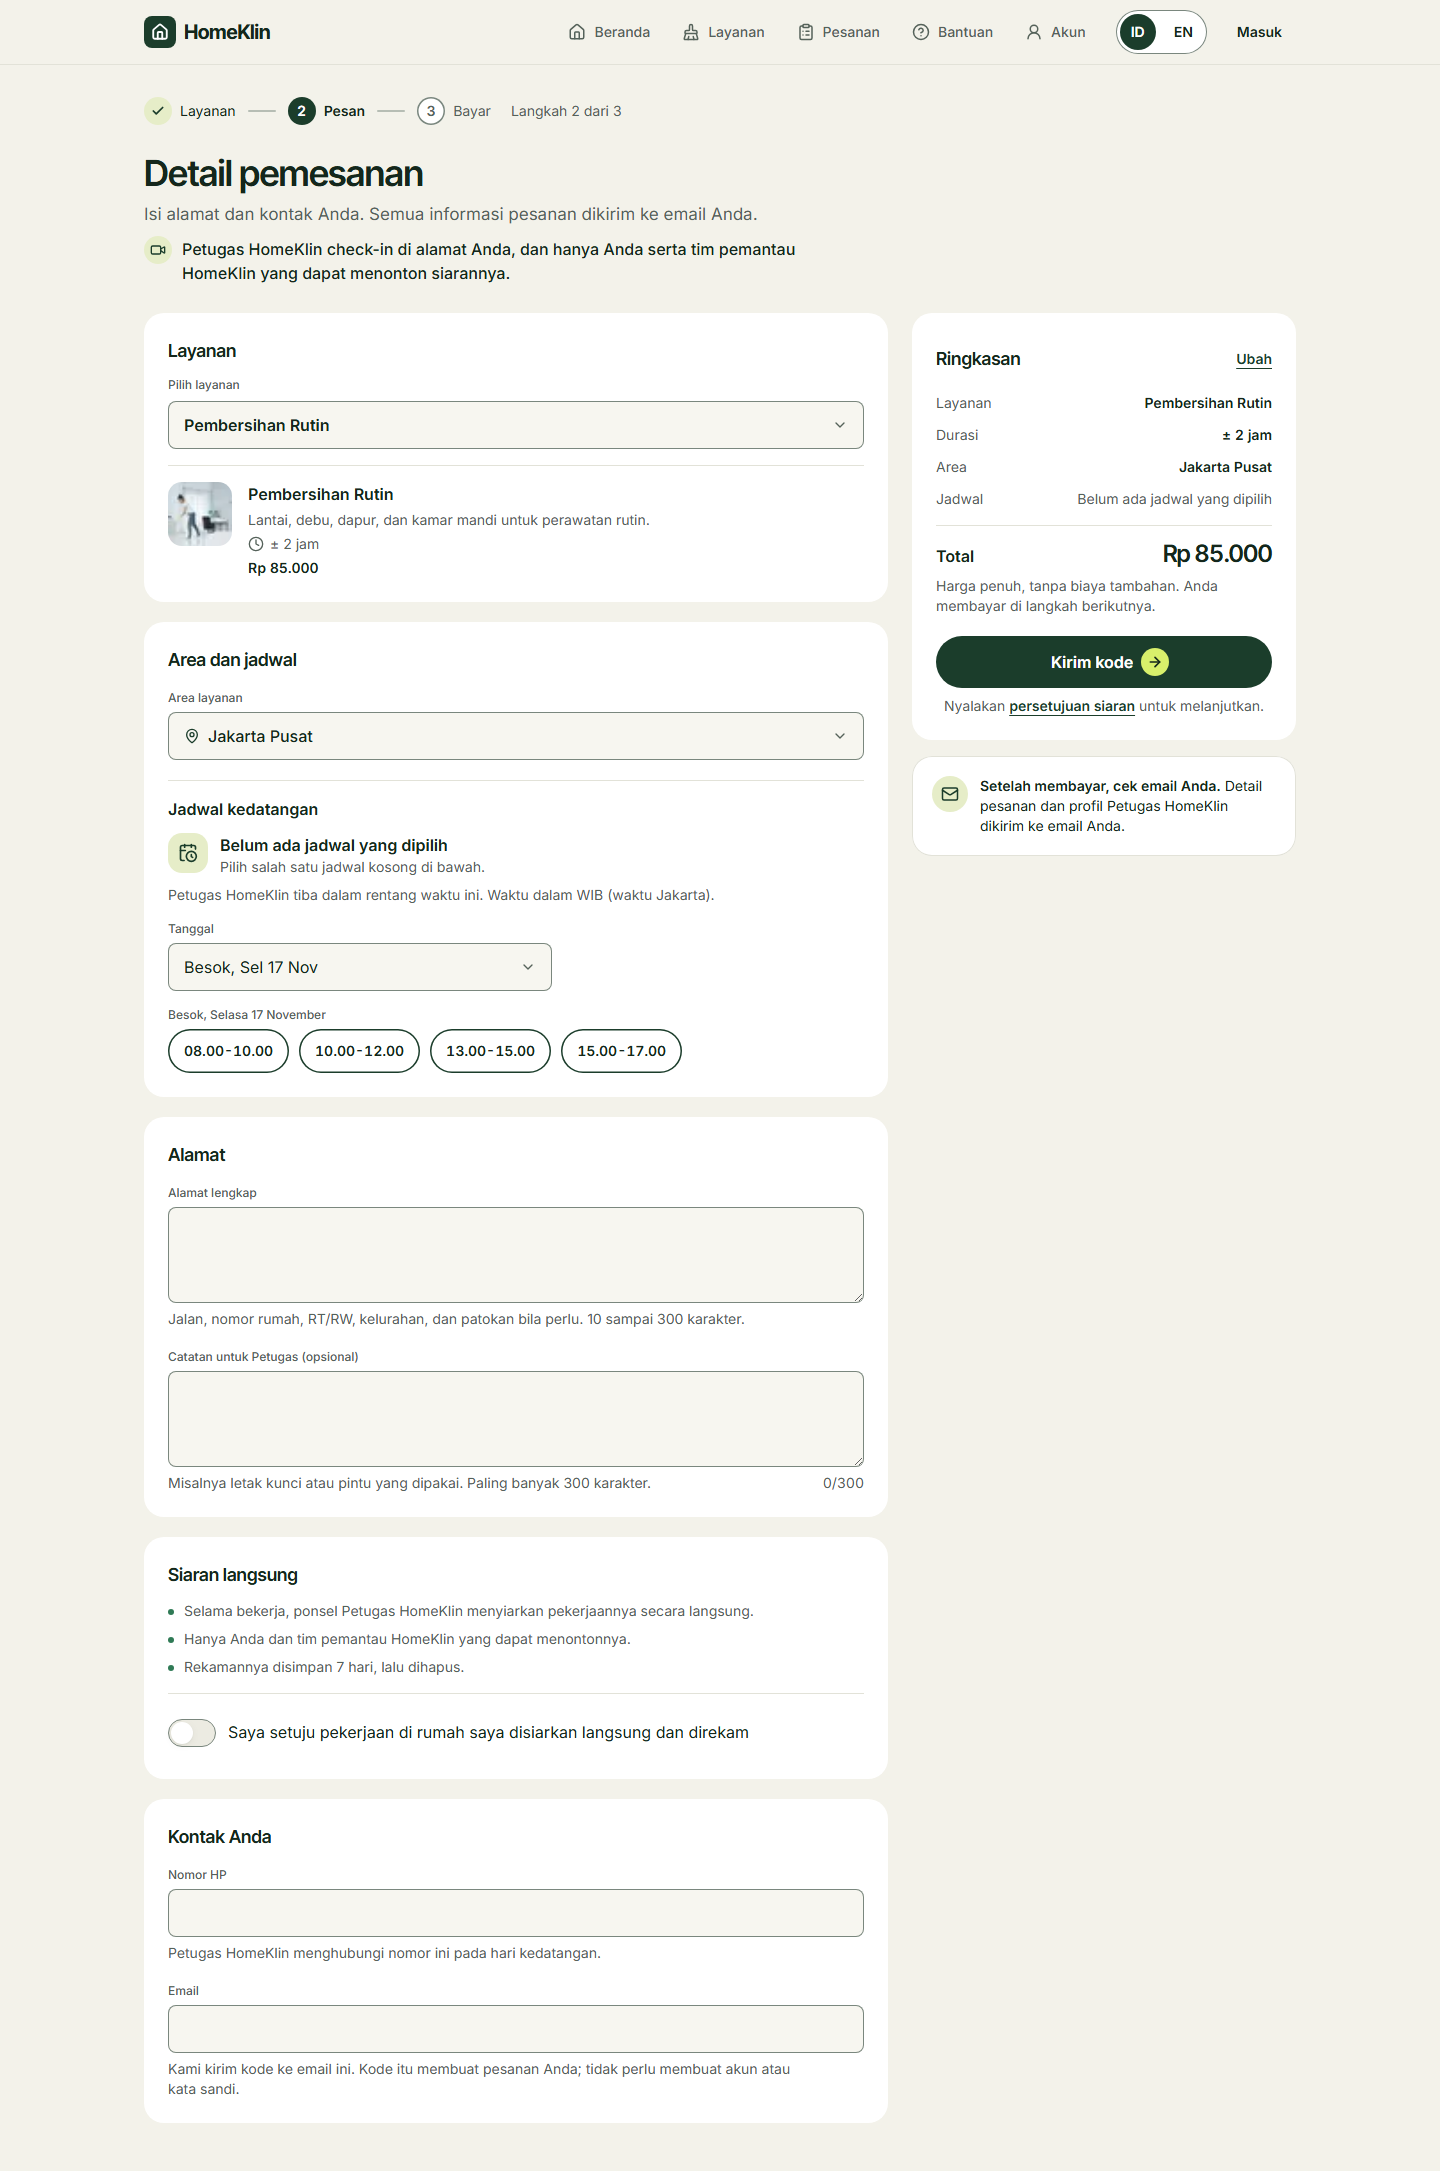 HomeKlin
Beranda
Layanan
Pesanan
Bantuan
Akun
ID
EN
Masuk
Layanan
2
Pesan
3
Bayar
Langkah 2 dari 3
Detail pemesanan
Isi alamat dan kontak Anda. Semua informasi pesanan dikirim ke email Anda.
Petugas HomeKlin check-in di alamat Anda, dan hanya Anda serta tim pemantau
HomeKlin yang dapat menonton siarannya.
Layanan
Pilih layanan
Pembersihan Rutin
Pembersihan Rutin
Lantai, debu, dapur, dan kamar mandi untuk perawatan rutin.
± 2 jam
Rp 85.000
Area dan jadwal
Area layanan
Jakarta Pusat
Jadwal kedatangan
Belum ada jadwal yang dipilih
Pilih salah satu jadwal kosong di bawah.
Petugas HomeKlin tiba dalam rentang waktu ini. Waktu dalam WIB (waktu Jakarta).
Tanggal
Besok, Sel 17 Nov
Besok, Selasa 17 November
08.00-10.00
10.00-12.00
13.00-15.00
15.00-17.00
Alamat
Alamat lengkap
Jalan, nomor rumah, RT/RW, kelurahan, dan patokan bila perlu. 10 sampai 300 karakter.
Catatan untuk Petugas (opsional)
Misalnya letak kunci atau pintu yang dipakai. Paling banyak 300 karakter.
0/300
Siaran langsung
Selama bekerja, ponsel Petugas HomeKlin menyiarkan pekerjaannya secara langsung.
Hanya Anda dan tim pemantau HomeKlin yang dapat menontonnya.
Rekamannya disimpan 7 hari, lalu dihapus.
Saya setuju pekerjaan di rumah saya disiarkan langsung dan direkam
Kontak Anda
Nomor HP
Petugas HomeKlin menghubungi nomor ini pada hari kedatangan.
Email
Kami kirim kode ke email ini. Kode itu membuat pesanan Anda; tidak perlu membuat akun atau
kata sandi.
Ringkasan
Ubah
Layanan
Pembersihan Rutin
Durasi
± 2 jam
Area
Jakarta Pusat
Jadwal
Belum ada jadwal yang dipilih
Total
Rp 85.000
Harga penuh, tanpa biaya tambahan. Anda
membayar di langkah berikutnya.
Kirim kode
Nyalakan persetujuan siaran untuk melanjutkan.
Setelah membayar, cek email Anda. Detail
pesanan dan profil Petugas HomeKlin
dikirim ke email Anda.